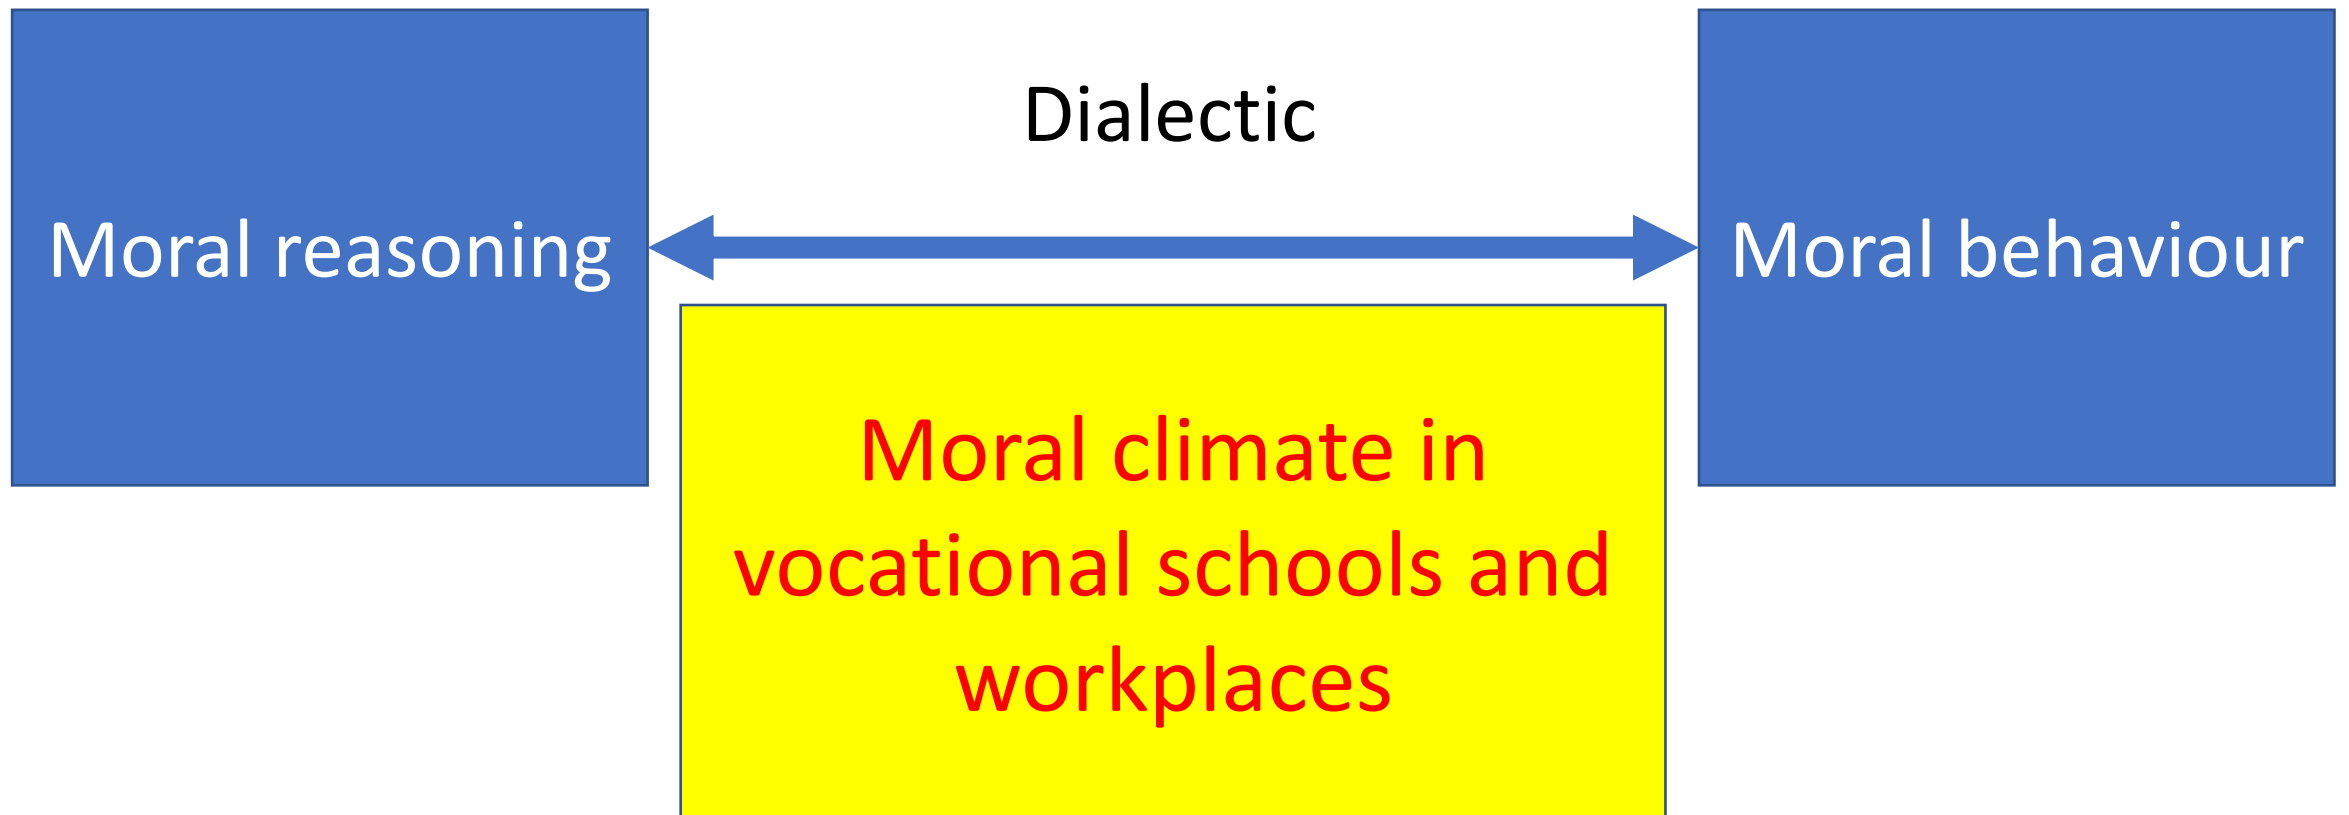 Dialectic
Moral reasoning
Moral behaviour
Moral climate in
vocational schools and
workplaces